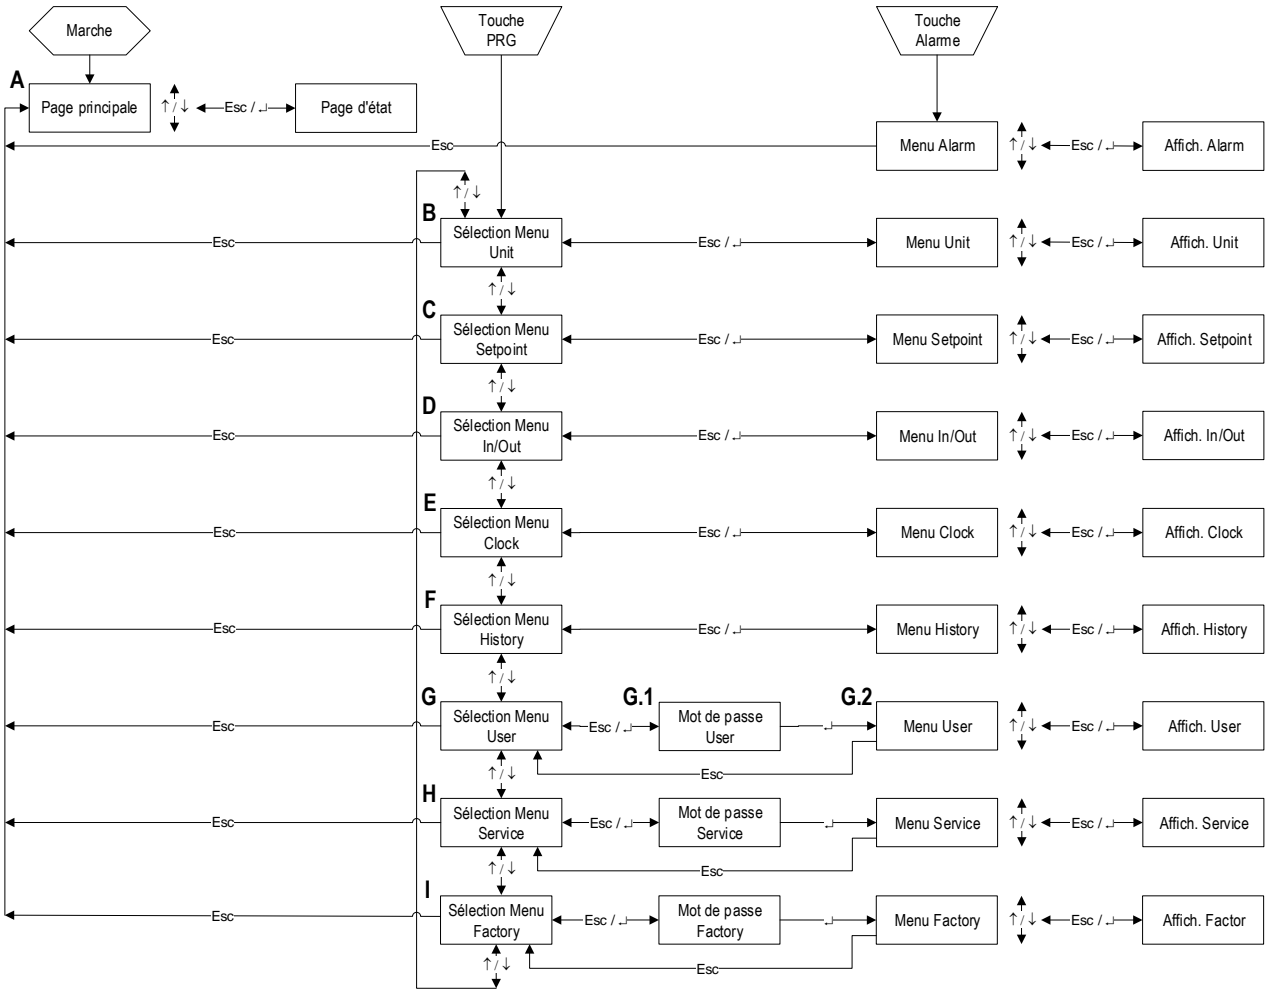 Marche
Touche
PRG
Touche
Alarme
A
Page principale
↑/↓
Esc / ↵
Page d'état
Esc
Menu Alarm
↑/↓
Esc / ↵
Affich. Alarm
↑/↓
B
Esc
Sélection Menu
Unit
Esc / ↵
Menu Unit
↑/↓
Esc / ↵
Affich. Unit
↑/↓
C
Esc
Sélection Menu
Setpoint
Esc / ↵
Menu Setpoint
↑/↓
Esc / ↵
Affich. Setpoint
↑/↓
D
Esc
Sélection Menu
In/Out
Esc / ↵
Menu In/Out
↑/↓
Esc / ↵
Affich. In/Out
↑/↓
E
Esc
Sélection Menu
Clock
Esc / ↵
Menu Clock
↑/↓
Esc / ↵
Affich. Clock
↑/↓
F
Esc
Sélection Menu
History
Esc / ↵
Menu History
↑/↓
Esc / ↵
Affich. History
↑/↓
G
G.1
G.2
Esc
Sélection Menu
User
Esc / ↵
Mot de passe
User
↵
Menu User
↑/↓
Esc / ↵
Affich. User
↑/↓
Esc
H
Esc
Sélection Menu
Service
Esc / ↵
Mot de passe
Service
↵
Menu Service
↑/↓
Esc / ↵
Affich. Service
↑/↓
Esc
I
Esc
Sélection Menu
Factory
Esc / ↵
Mot de passe
Factory
↵
Menu Factory
↑/↓
Esc / ↵
Affich. Factor
↑/↓
Esc